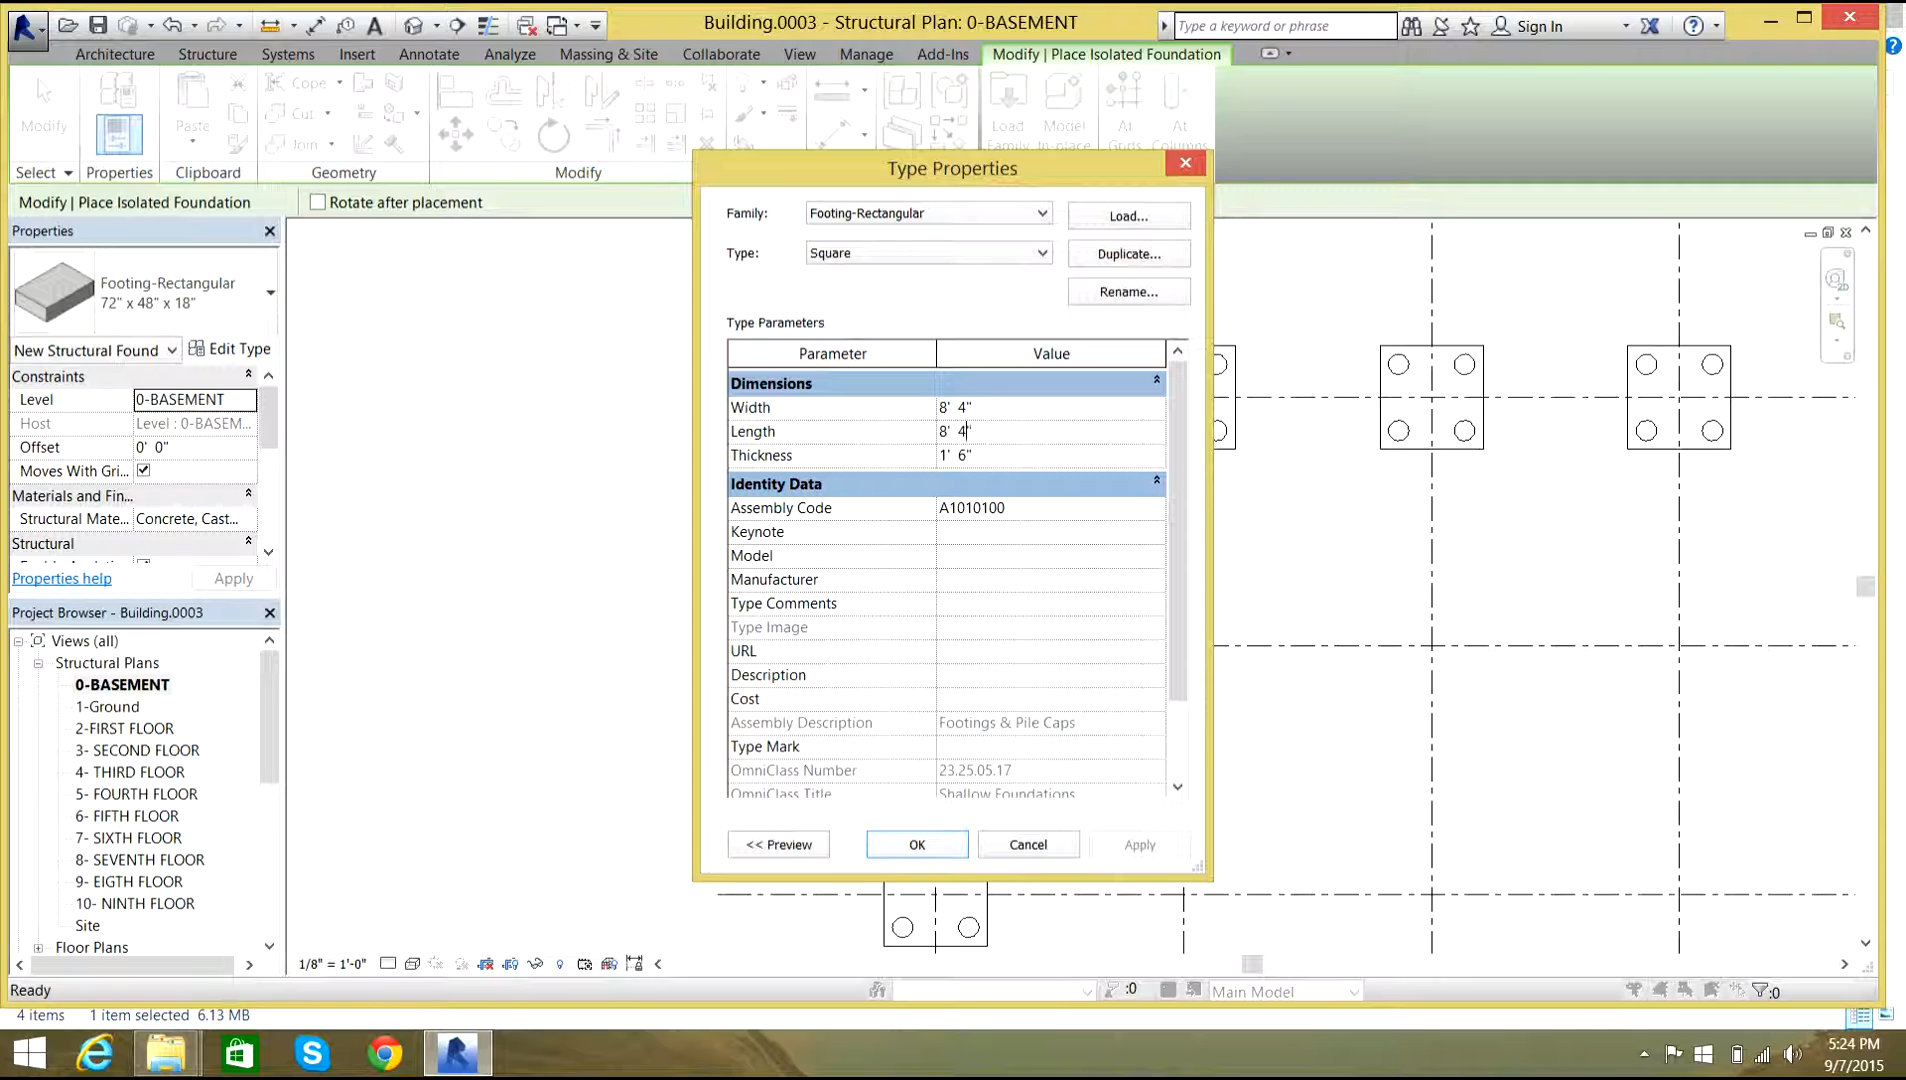 Building.0003 - Structural Plan: 0-BASEMENT
Type a keyword or phrase
Sign In
Architecture Structure Systems Insert Annotate Analyze Massing & Site Collaborate View Manage Add-Ins Modify | Place Isolated Foundation
Modify
Paste
Cope
Cut
Join
Load
Family
Model
In-place
At
Grids
At
Columns
Select Properties Clipboard Geometry Modify
Modify | Place Isolated Foundation
Rotate after placement
Properties
Footing-Rectangular
72" x 48" x 18"
New Structural Found
Edit Type
Constraints
Level 0-BASEMENT
Host Level : 0-BASEM...
Offset 0' 0"
Moves With Gri...
Materials and Fin...
Structural Mate... Concrete, Cast...
Structural
Properties help
Apply
Project Browser - Building.0003
Views (all)
Structural Plans
0-BASEMENT
1-Ground
2-FIRST FLOOR
3- SECOND FLOOR
4- THIRD FLOOR
5- FOURTH FLOOR
6- FIFTH FLOOR
7- SIXTH FLOOR
8- SEVENTH FLOOR
9- EIGTH FLOOR
10- NINTH FLOOR
Site
Floor Plans
Type Properties
Family: Footing-Rectangular Load...
Type: Square Duplicate...
Rename...
Type Parameters
Parameter Value
Dimensions
Width 8' 4"
Length 8' 4"
Thickness 1' 6"
Identity Data
Assembly Code A1010100
Keynote
Model
Manufacturer
Type Comments
Type Image
URL
Description
Cost
Assembly Description Footings & Pile Caps
Type Mark
OmniClass Number 23.25.05.17
OmniClass Title Shallow Foundations
<< Preview OK Cancel Apply
2D
1/8" = 1'-0"
Ready
:0
Main Model
:0
4 items 1 item selected 6.13 MB
5:24 PM
9/7/2015